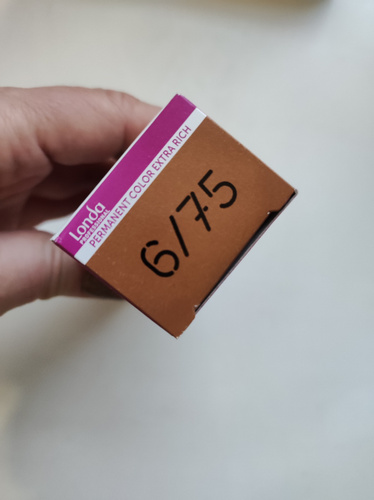 Londa
PROFESSIONAL
PERMANENT COLOR EXTRA RICH
6/75